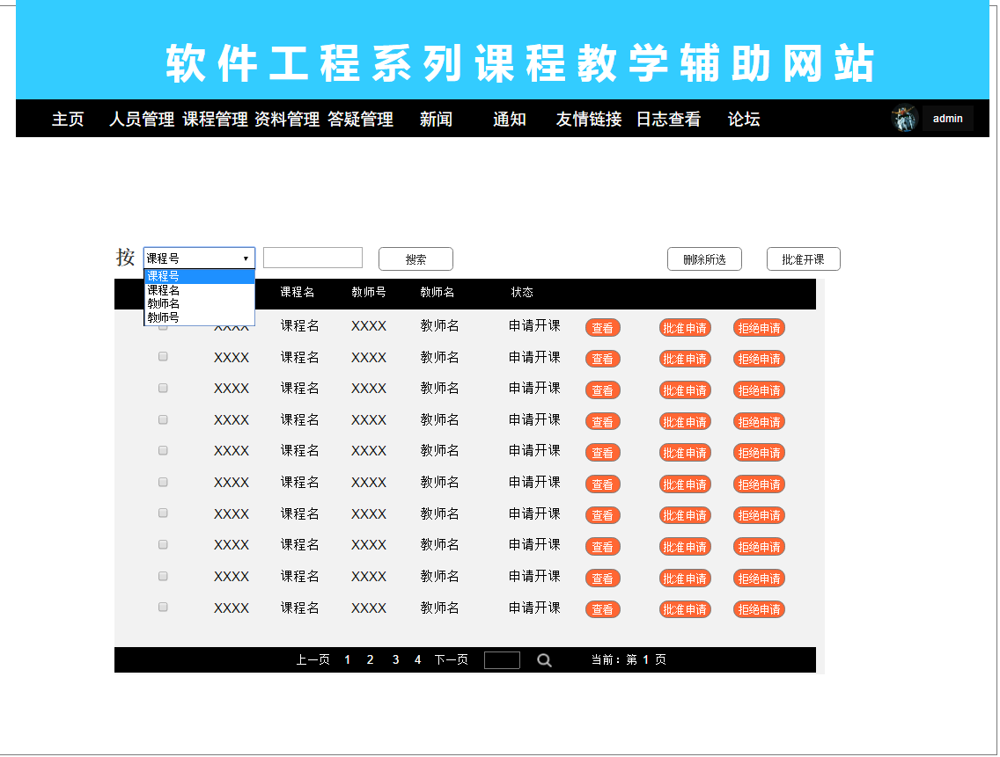 软件工程系列课程教学辅助网站
主页 人员管理 课程管理 资料管理 答疑管理 新闻 通知 友情链接 日志查看 论坛 admin
按 课程号 搜索 删除所选 批准开课
课程号
课程名
教师名
教师号
课程名 教师号 教师名 状态
XXXX 课程名 XXXX 教师名 申请开课 查看 批准申请 拒绝申请
XXXX 课程名 XXXX 教师名 申请开课 查看 批准申请 拒绝申请
XXXX 课程名 XXXX 教师名 申请开课 查看 批准申请 拒绝申请
XXXX 课程名 XXXX 教师名 申请开课 查看 批准申请 拒绝申请
XXXX 课程名 XXXX 教师名 申请开课 查看 批准申请 拒绝申请
XXXX 课程名 XXXX 教师名 申请开课 查看 批准申请 拒绝申请
XXXX 课程名 XXXX 教师名 申请开课 查看 批准申请 拒绝申请
XXXX 课程名 XXXX 教师名 申请开课 查看 批准申请 拒绝申请
XXXX 课程名 XXXX 教师名 申请开课 查看 批准申请 拒绝申请
XXXX 课程名 XXXX 教师名 申请开课 查看 批准申请 拒绝申请
上一页 1 2 3 4 下一页 当前：第 1 页